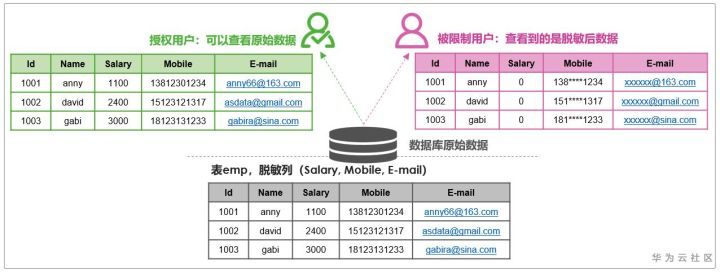 授权用户：可以查看原始数据
Id Name Salary Mobile E-mail
1001 anny 1100 13812301234 anny66@163.com
1002 david 2400 15123121317 asdata@gmail.com
1003 gabi 3000 18123131233 gabira@sina.com
被限制用户：查看到的是脱敏后数据
Id Name Salary Mobile E-mail
1001 anny 0 138****1234 xxxxxx@163.com
1002 david 0 151****1317 xxxxxx@gmail.com
1003 gabi 0 181****1233 xxxxxx@sina.com
数据库原始数据
表emp，脱敏列（Salary, Mobile, E-mail）
Id Name Salary Mobile E-mail
1001 anny 1100 13812301234 anny66@163.com
1002 david 2400 15123121317 asdata@gmail.com
1003 gabi 3000 18123131233 gabira@sina.com
华为云社区